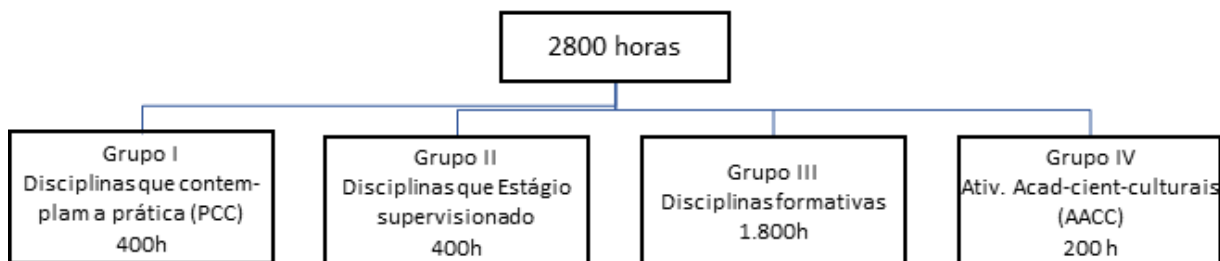 2800 horas
Grupo I
Disciplinas que contem-
plam a prática (PCC)
400h
Grupo II
Disciplinas que Estágio
supervisionado
400h
Grupo III
Disciplinas formativas
1.800h
Grupo IV
Ativ. Acad-cient-culturais
(AACC)
200 h